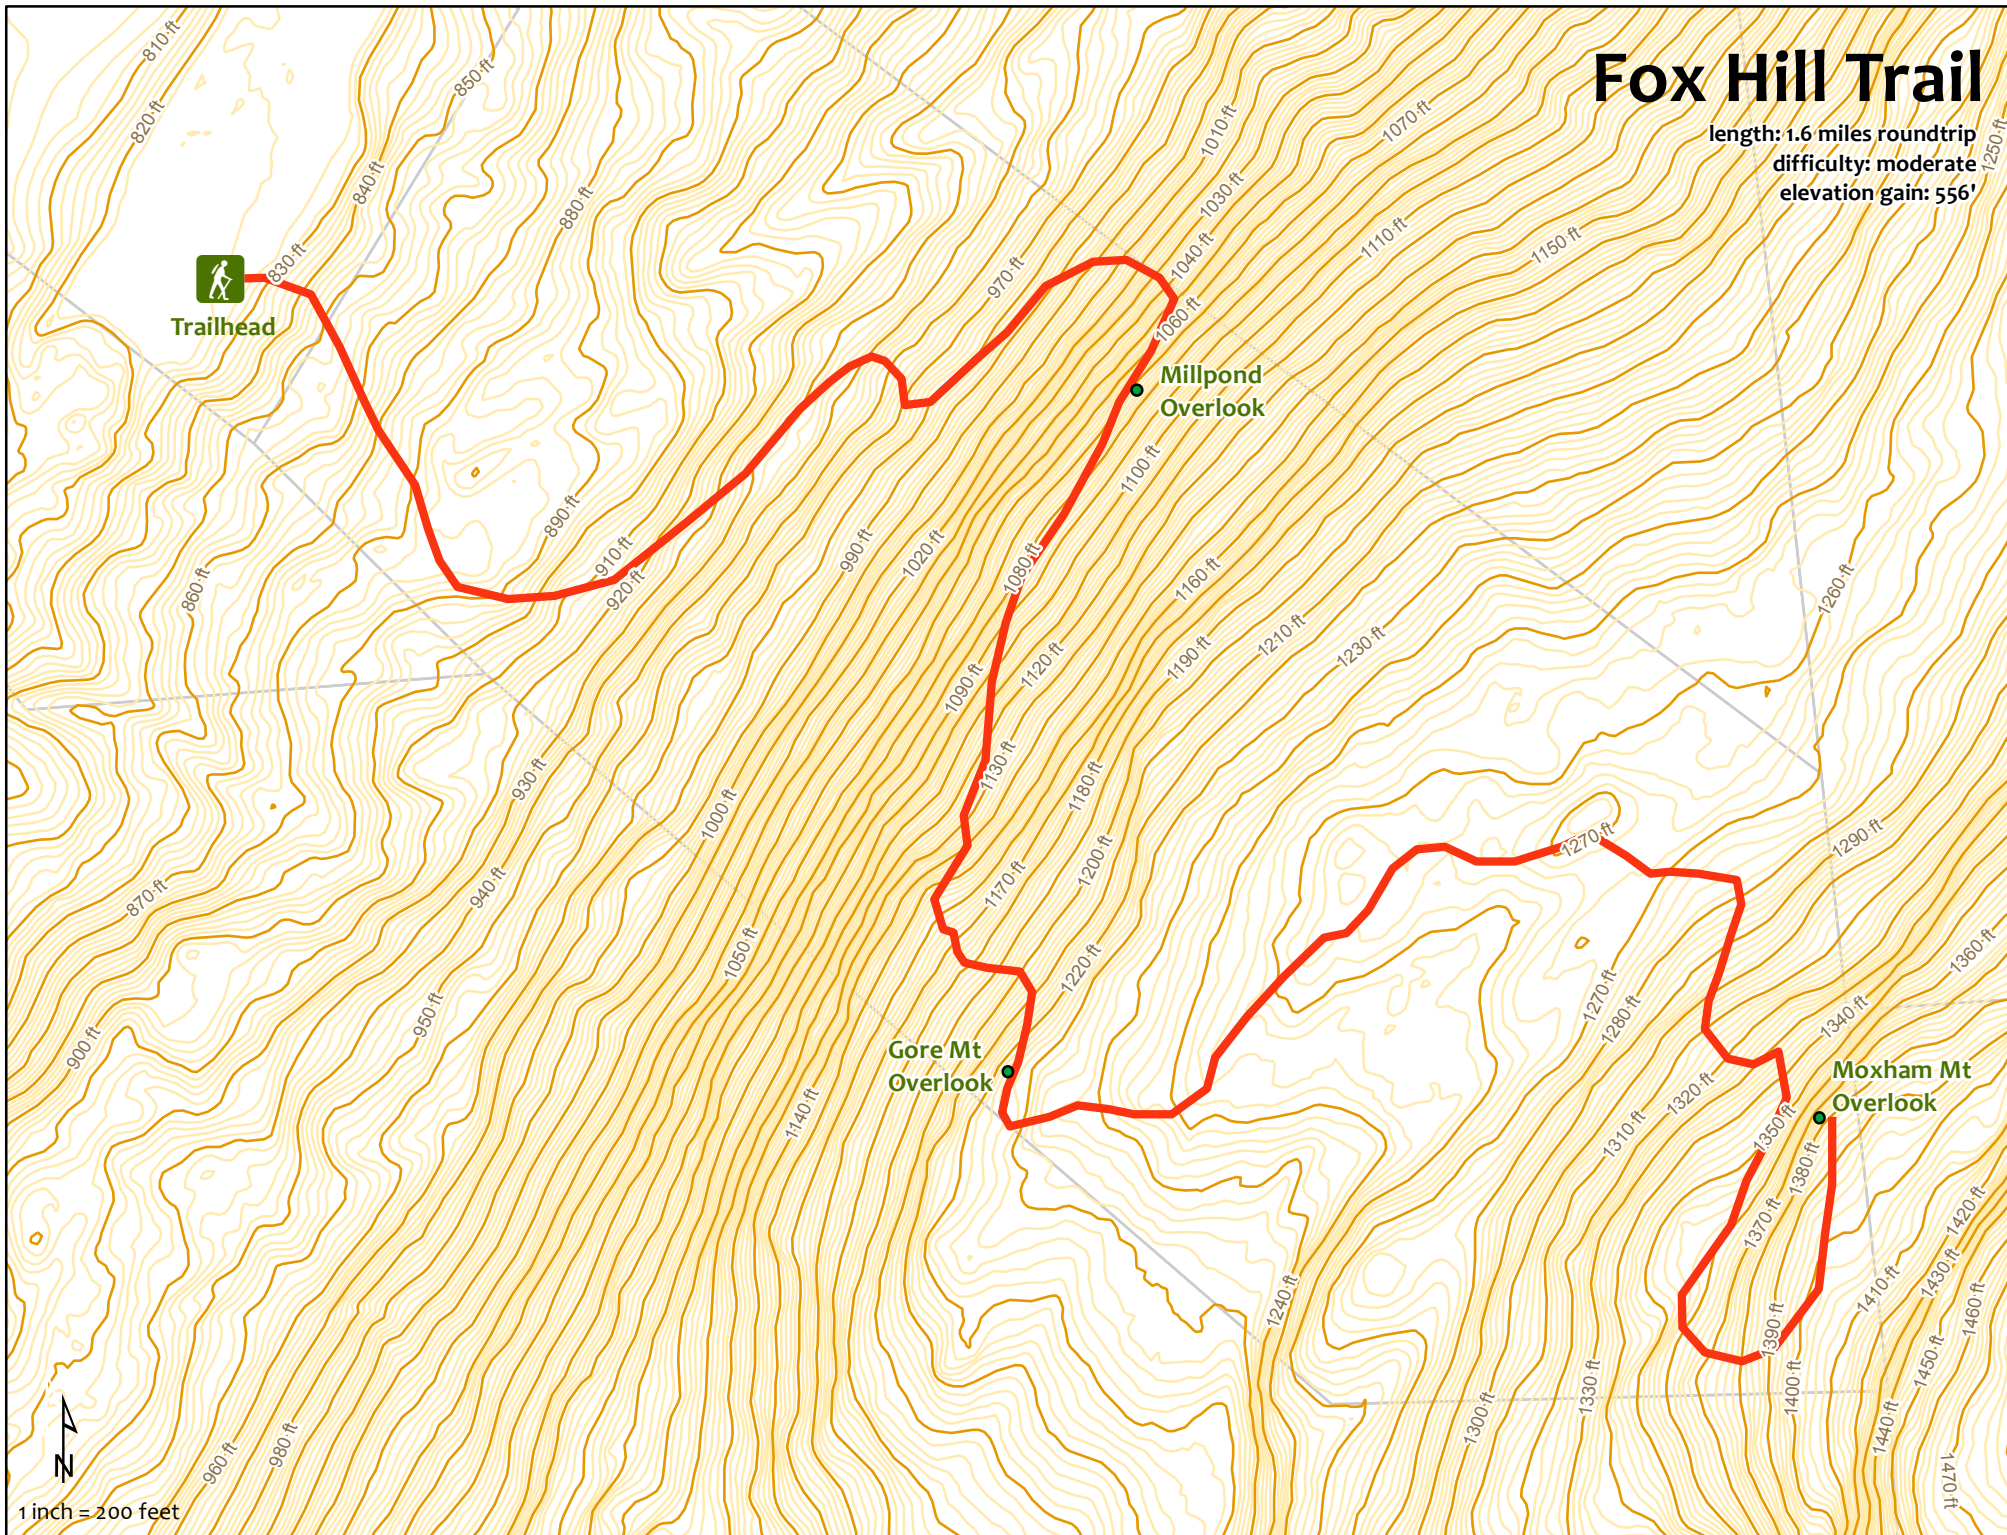 Fox Hill Trail
length: 1.6 miles roundtrip
difficulty: moderate
elevation gain: 556'
810 ft
820 ft
850 ft
840 ft
880 ft
830 ft
Trailhead
970 ft
1010 ft
1030 ft
1040 ft
1060 ft
1070 ft
1110 ft
1150 ft
1250 ft
Millpond
Overlook
1100 ft
890 ft
910 ft
920 ft
860 ft
990 ft
1020 ft
1080 ft
1160 ft
1260 ft
1090 ft
1120 ft
1190 ft
1210 ft
1230 ft
930 ft
1000 ft
1130 ft
1180 ft
1200 ft
1170 ft
1270 ft
1290 ft
870 ft
940 ft
1050 ft
1220 ft
1360 ft
900 ft
950 ft
1270 ft
1280 ft
1340 ft
Gore Mt
Overlook
1140 ft
1320 ft
1310 ft
1350 ft
Moxham Mt
Overlook
1380 ft
1370 ft
1420 ft
1430 ft
1410 ft
1460 ft
1240 ft
1390 ft
1450 ft
1330 ft
1400 ft
1300 ft
1440 ft
1470 ft
960 ft
980 ft
N
1 inch = 200 feet